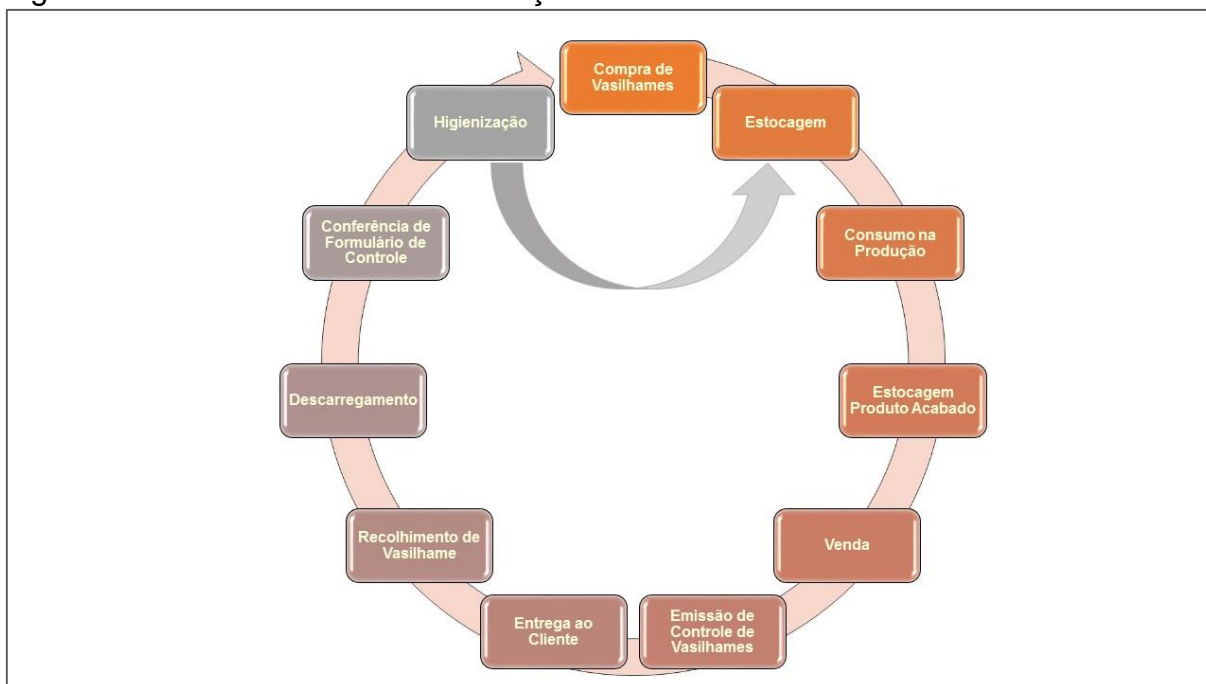 Compra de
Vasilhames
Estocagem
Consumo na
Produção
Estocagem
Produto Acabado
Venda
Emissão de
Controle de
Vasilhames
Entrega ao
Cliente
Recolhimento de
Vasilhame
Descarregamento
Conferência de
Formulário de
Controle
Higienização